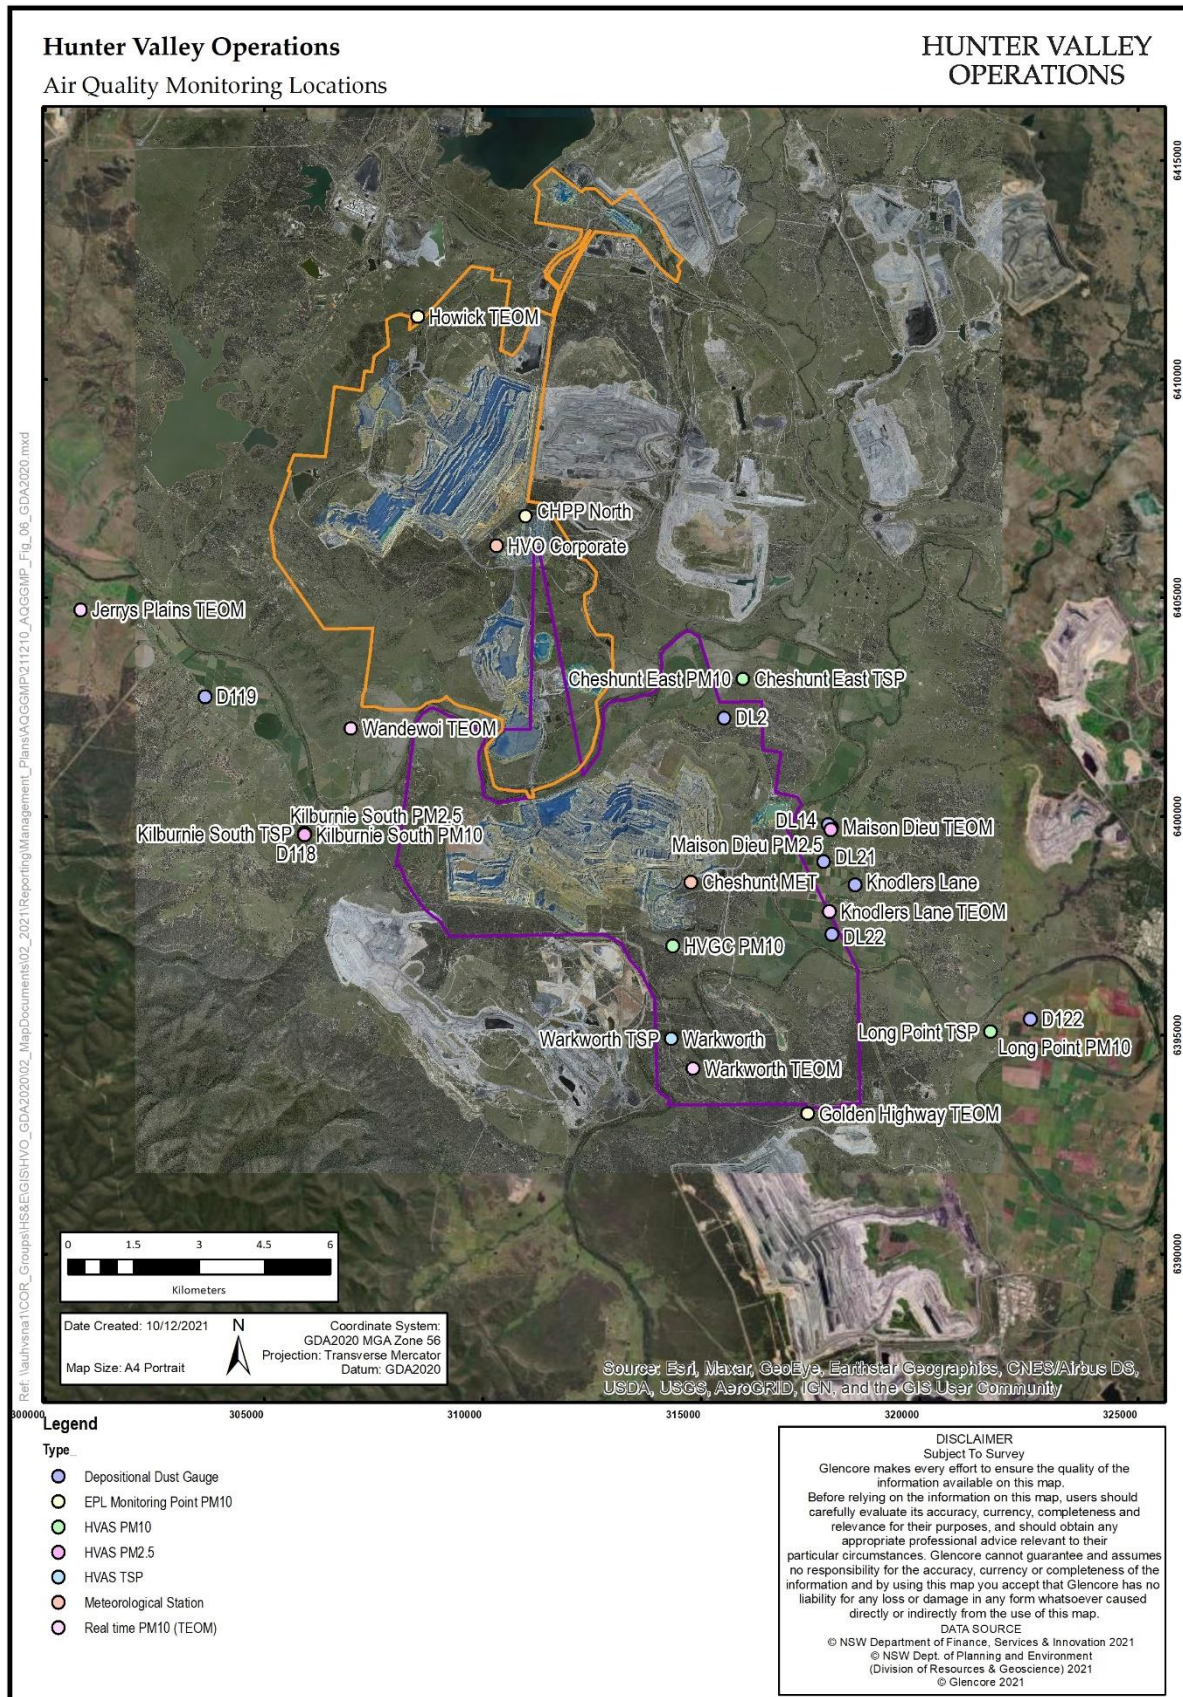 Hunter Valley Operations
Air Quality Monitoring Locations
HUNTER VALLEY
OPERATIONS
6415000
Howick TEOM
6410000
CHPP North
HVO Corporate
6405000
Jerrys Plains TEOM
Cheshunt East PM10
Cheshunt East TSP
D119
DL2
Wandewoi TEOM
6400000
Kilburnie South PM2.5
Kilburnie South TSP
Kilburnie South PM10
D118
DL14
Maison Dieu TEOM
Maison Dieu PM2.5
DL21
Cheshunt MET
Knodlers Lane
Knodlers Lane TEOM
DL22
HVGC PM10
D122
Long Point TSP
Long Point PM10
6395000
Warkworth TSP
Warkworth
Warkworth TEOM
Golden Highway TEOM
6390000
0 1.5 3 4.5 6
Kilometers
Date Created: 10/12/2021
Map Size: A4 Portrait
N
Coordinate System:
GDA2020 MGA Zone 56
Projection: Transverse Mercator
Datum: GDA2020
Source: Esri, Maxar, GeoEye, Earthstar Geographics, CNES/Airbus DS,
USDA, USGS, AeroGRID, IGN, and the GIS User Community
Ref: \\auhvsna1\COR_Groups\HS&E\GIS\HVO_GDA2020\02_MapDocuments\02_2021\Reporting\Management_Plans\AQGGMP\211210_AQGGMP_Fig_06_GDA2020.mxd
300000 305000 310000 315000 320000 325000
Legend
Type_
Depositional Dust Gauge
EPL Monitoring Point PM10
HVAS PM10
HVAS PM2.5
HVAS TSP
Meteorological Station
Real time PM10 (TEOM)
DISCLAIMER
Subject To Survey
Glencore makes every effort to ensure the quality of the
information available on this map.
Before relying on the information on this map, users should
carefully evaluate its accuracy, currency, completeness and
relevance for their purposes, and should obtain any
appropriate professional advice relevant to their
particular circumstances. Glencore cannot guarantee and assumes
no responsibility for the accuracy, currency or completeness of the
information and by using this map you accept that Glencore has no
liability for any loss or damage in any form whatsoever caused
directly or indirectly from the use of this map.
DATA SOURCE
© NSW Department of Finance, Services & Innovation 2021
© NSW Dept. of Planning and Environment
(Division of Resources & Geoscience) 2021
© Glencore 2021